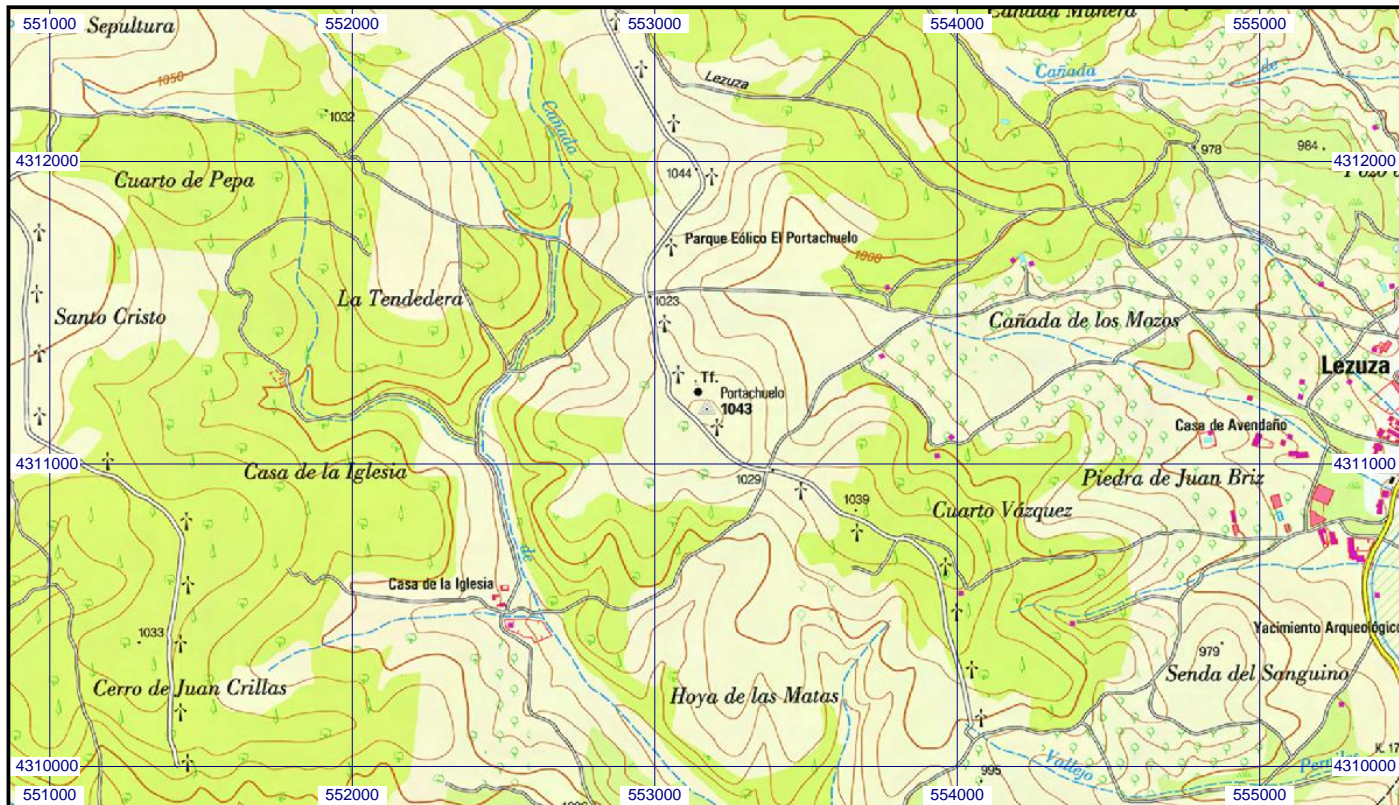 551000 552000 553000 554000 555000
Sepultura
Cañada Munera
1050
Lezuza
Cañada de
1032
Cañada
978
984
4312000 4312000
1044
Cuarto de Pepa
Parque Eólico El Portachuelo
1000
La Tendedera
1023
Santo Cristo
Cañada de los Mozos
Lezuza
Tf.
Portachuelo
1043
Casa de Avendaño
4311000 4311000
Casa de la Iglesia
1029
Piedra de Juan Briz
1039
Cuarto Vázquez
de
Casa de la Iglesia
1033
Yacimiento Arqueológico
979
Senda del Sanguino
Cerro de Juan Crillas
Hoya de las Matas
K. 17
4310000 4310000
Vallejo
995
551000 552000 553000 554000 555000